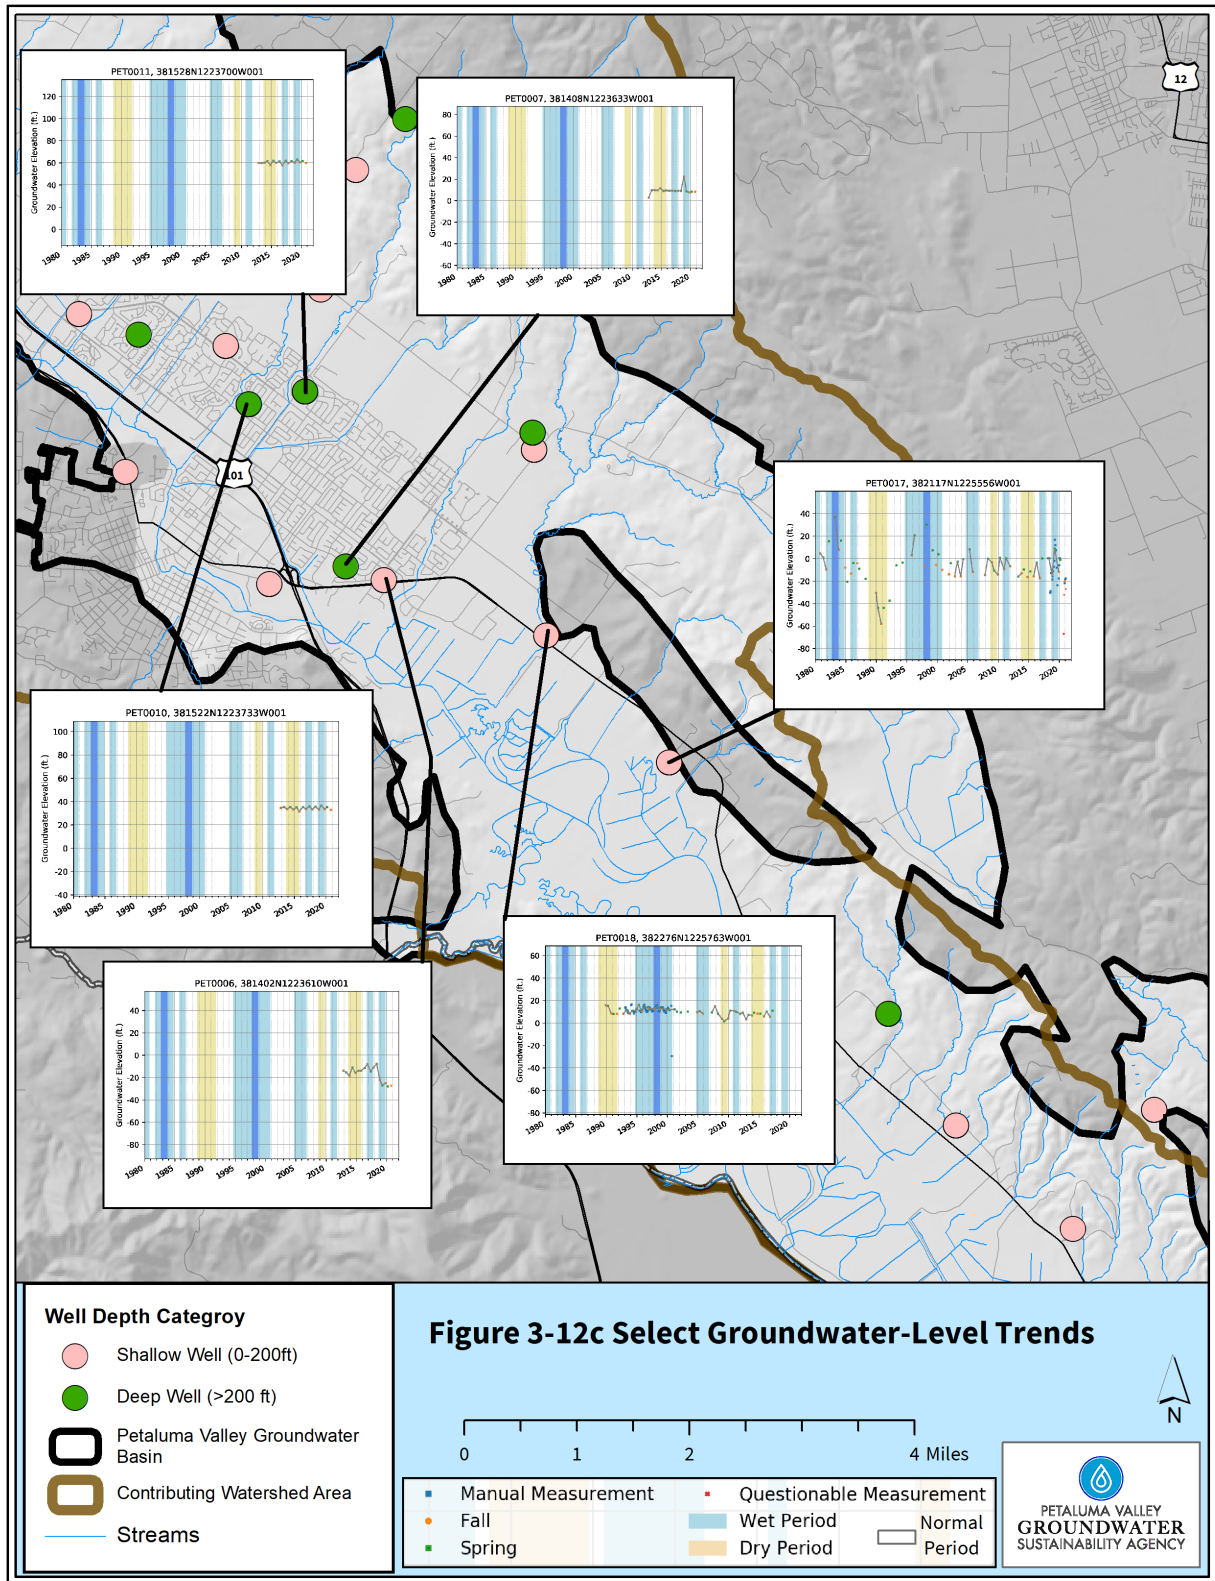 12
PET0011, 381528N1223700W001
Groundwater Elevation (ft.)
120
100
80
60
40
20
0
1980 1985 1990 1995 2000 2005 2010 2015 2020
PET0007, 381408N1223633W001
Groundwater Elevation (ft.)
80
60
40
20
0
-20
-40
-60
1980 1985 1990 1995 2000 2005 2010 2015 2020
101
PET0017, 382117N1225556W001
Groundwater Elevation (ft.)
40
20
0
-20
-40
-60
-80
1980 1985 1990 1995 2000 2005 2010 2015 2020
PET0010, 381522N1223733W001
Groundwater Elevation (ft.)
100
80
60
40
20
0
-20
-40
1980 1985 1990 1995 2000 2005 2010 2015 2020
PET0018, 382276N1225763W001
Groundwater Elevation (ft.)
60
40
20
0
-20
-40
-60
-80
1980 1985 1990 1995 2000 2005 2010 2015 2020
PET0006, 381402N1223610W001
Groundwater Elevation (ft.)
40
20
0
-20
-40
-60
-80
1980 1985 1990 1995 2000 2005 2010 2015 2020
Well Depth Categroy
Shallow Well (0-200ft)
Deep Well (>200 ft)
Petaluma Valley Groundwater
Basin
Contributing Watershed Area
Streams
Figure 3-12c Select Groundwater-Level Trends
N
0 1 2 4 Miles
Manual Measurement
Fall
Spring
Questionable Measurement
Wet Period
Dry Period
Normal
Period
PETALUMA VALLEY
GROUNDWATER
SUSTAINABILITY AGENCY